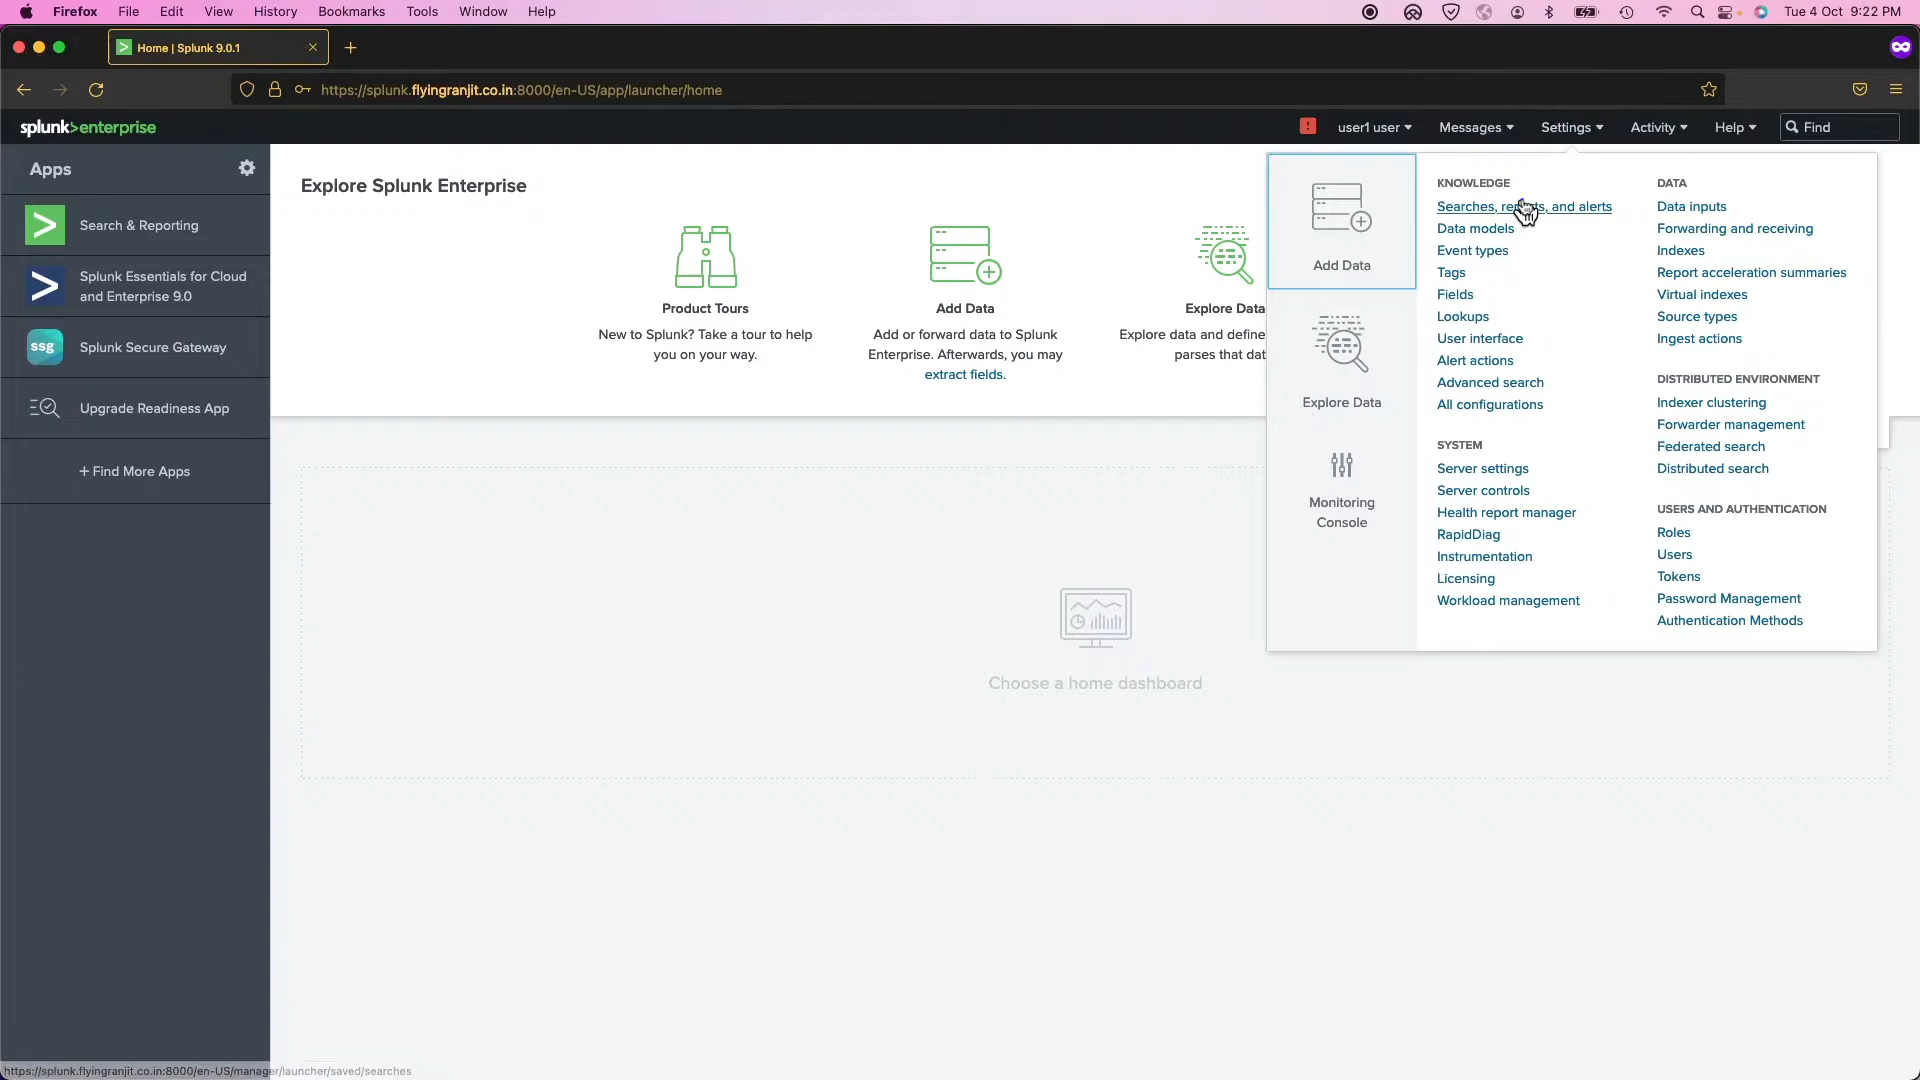 Firefox File Edit View History Bookmarks Tools Window Help Tue 4 Oct 9:22 PM
Home | Splunk 9.0.1
https://splunk.flyingranjit.co.in:8000/en-US/app/launcher/home
splunk>enterprise user1 user Messages Settings Activity Help Find
Apps
Search & Reporting
Splunk Essentials for Cloud
and Enterprise 9.0
ssg
Splunk Secure Gateway
Upgrade Readiness App
+ Find More Apps
Explore Splunk Enterprise
Product Tours
New to Splunk? Take a tour to help
you on your way.
Add Data
Add or forward data to Splunk
Enterprise. Afterwards, you may
extract fields.
Explore Data
Explore data and define
parses that dat
Add Data
Explore Data
Monitoring
Console
KNOWLEDGE
Searches, reports, and alerts
Data models
Event types
Tags
Fields
Lookups
User interface
Alert actions
Advanced search
All configurations
SYSTEM
Server settings
Server controls
Health report manager
RapidDiag
Instrumentation
Licensing
Workload management
DATA
Data inputs
Forwarding and receiving
Indexes
Report acceleration summaries
Virtual indexes
Source types
Ingest actions
DISTRIBUTED ENVIRONMENT
Indexer clustering
Forwarder management
Federated search
Distributed search
USERS AND AUTHENTICATION
Roles
Users
Tokens
Password Management
Authentication Methods
Choose a home dashboard
https://splunk.flyingranjit.co.in:8000/en-US/manager/launcher/saved/searches